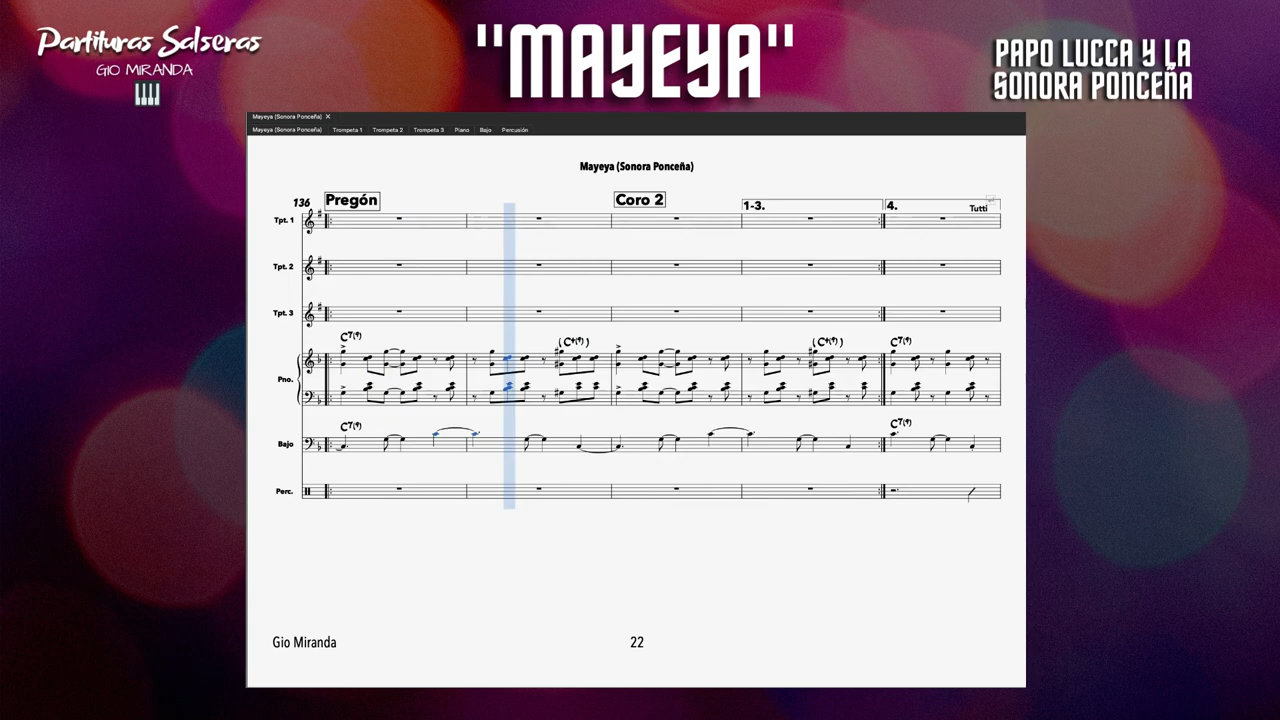 Partituras Salseras
GIO MIRANDA
"MAYEYA"
PAPO LUCCA Y LA
SONORA PONCEÑA
Mayeya (Sonora Ponceña) ✕
Mayeya (Sonora Ponceña) Trompeta 1 Trompeta 2 Trompeta 3 Piano Bajo Percusión
Mayeya (Sonora Ponceña)
136 Pregón Coro 2 1-3. 4. Tutti
Tpt. 1
Tpt. 2
Tpt. 3
C7(9) (C+(9)) (C+(9)) C7(9)
Pno.
C7(9) C7(9)
Bajo
Perc.
Gio Miranda 22